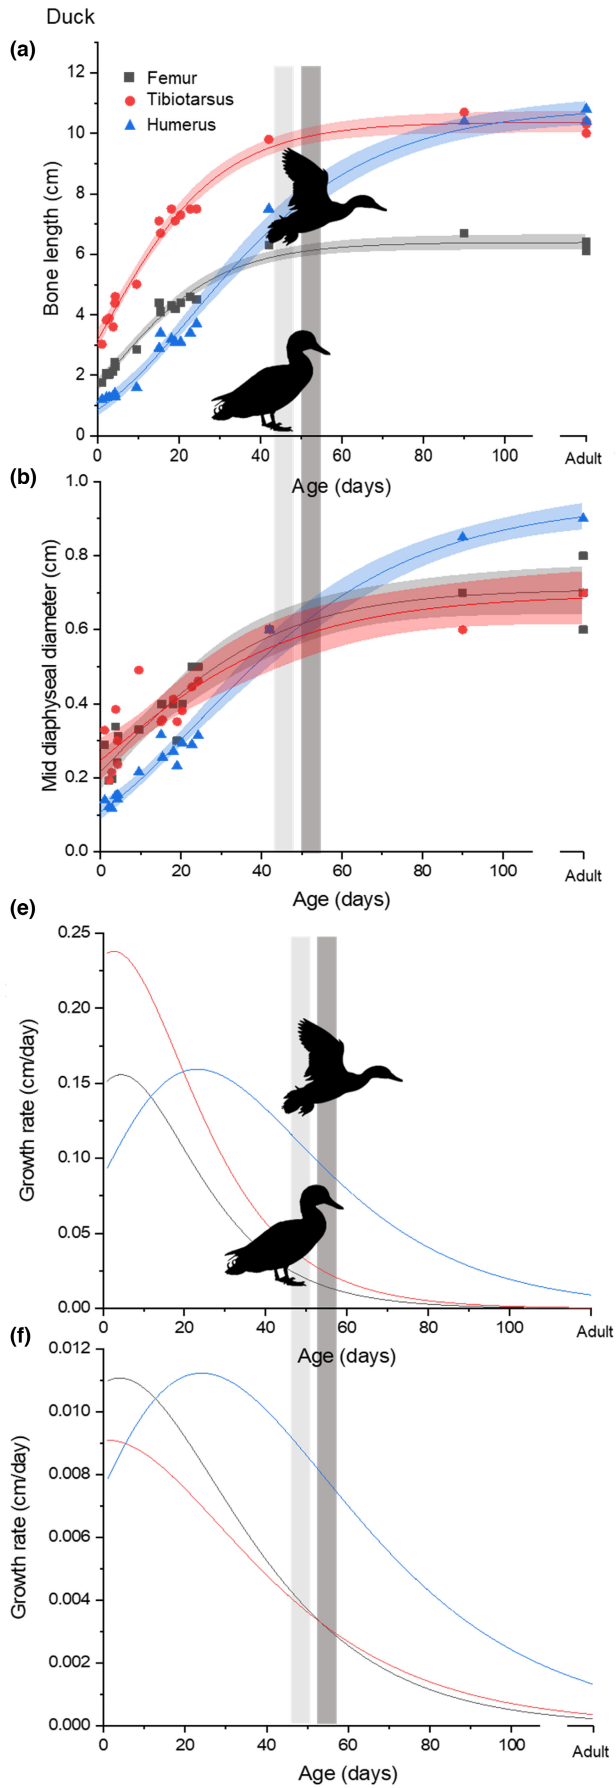 Duck
(a)
12
10
8
6
4
2
0
Bone length (cm)
Femur
Tibiotarsus
Humerus
0 20 40 60 80 100 Adult
Age (days)
(b)
1.0
0.8
0.6
0.4
0.2
0.0
Mid diaphyseal diameter (cm)
0 20 40 60 80 100 Adult
Age (days)
(e)
0.25
0.20
0.15
0.10
0.05
0.00
Growth rate (cm/day)
0 20 40 60 80 100 Adult
Age (days)
(f)
0.012
0.010
0.008
0.006
0.004
0.002
0.000
Growth rate (cm/day)
0 20 40 60 80 100 Adult
Age (days)